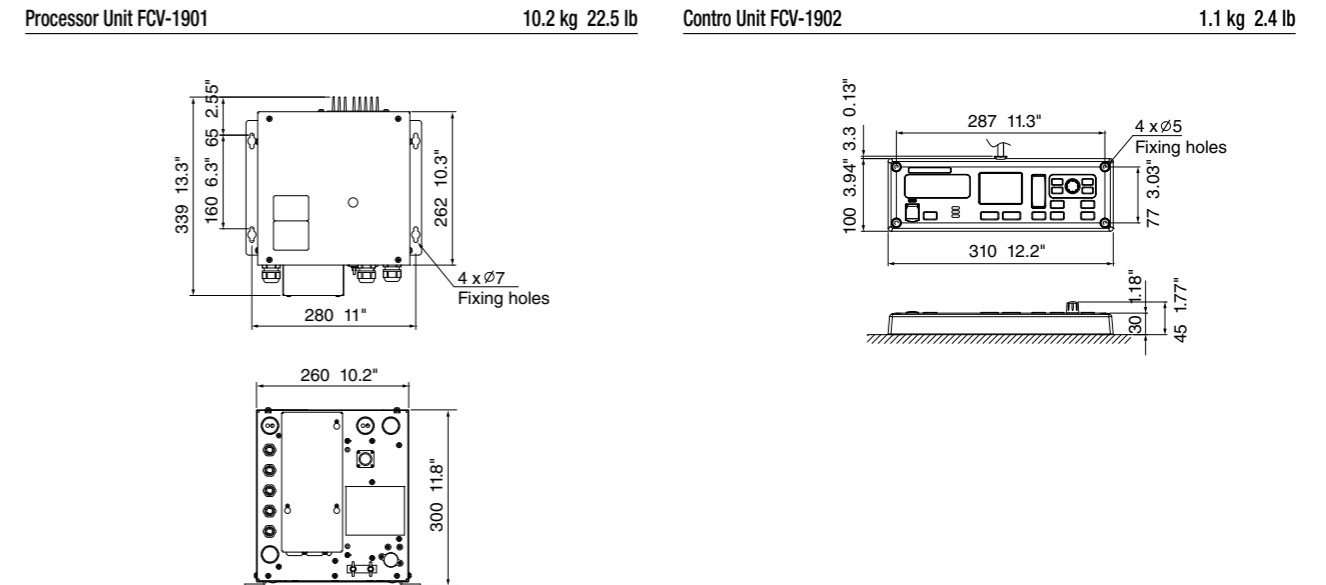 Processor Unit FCV-1901 10.2 kg 22.5 lb
339 13.3"
65 2.55"
160 6.3"
262 10.3"
4 x Ø7
Fixing holes
280 11"
260 10.2"
300 11.8"
Contro Unit FCV-1902 1.1 kg 2.4 lb
3.3 0.13"
287 11.3"
4 x Ø5
Fixing holes
100 3.94"
77 3.03"
310 12.2"
30 1.18"
45 1.77"